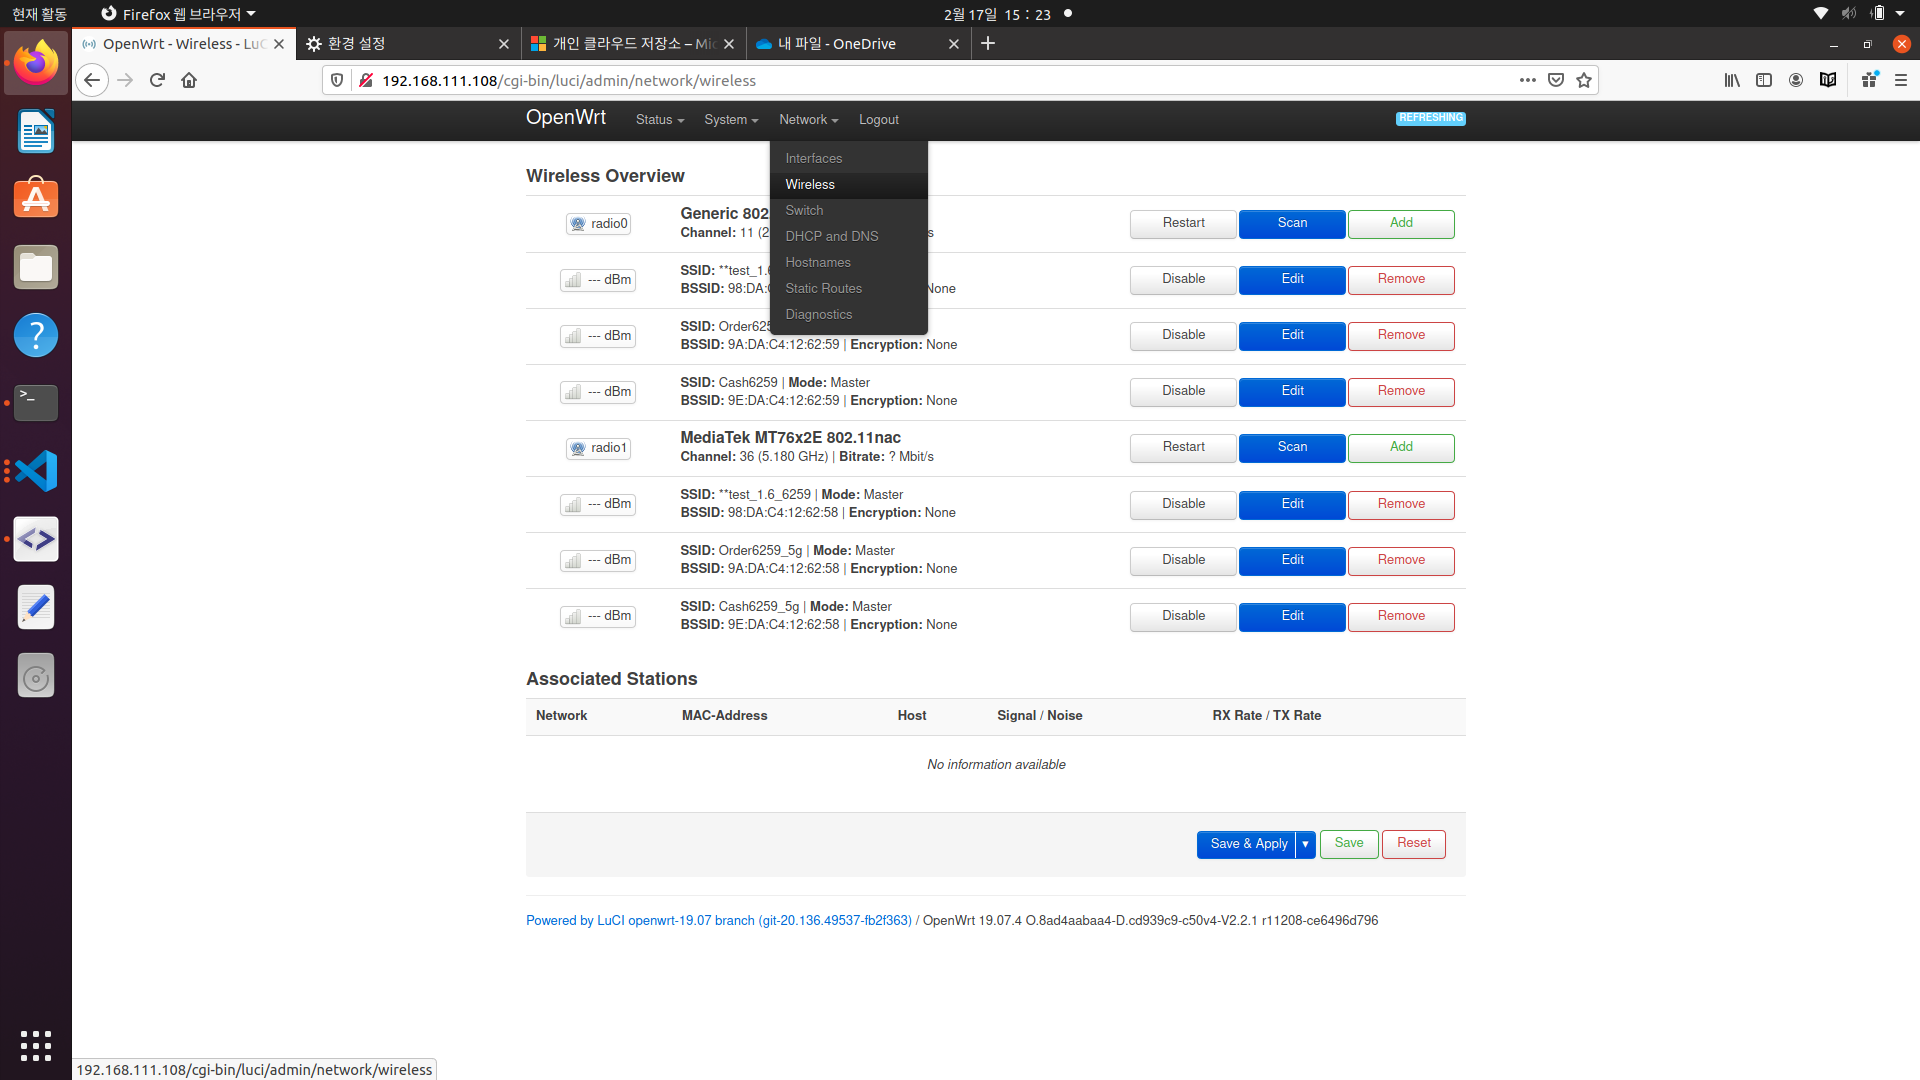 현재 활동
Firefox 웹 브라우저
2월 17일 15 : 23
OpenWrt - Wireless - LuC
환경 설정
개인 클라우드 저장소 – Mic
내 파일 - OneDrive
192.168.111.108/cgi-bin/luci/admin/network/wireless
OpenWrt
Status
System
Network
Logout
REFRESHING
Interfaces
Wireless
Switch
DHCP and DNS
Hostnames
Static Routes
Diagnostics
Wireless Overview
radio0
Generic 802
Channel: 11 (2
s
Restart
Scan
Add
--- dBm
SSID: **test_1.6
BSSID: 98:DA:C
None
Disable
Edit
Remove
--- dBm
SSID: Order625
BSSID: 9A:DA:C4:12:62:59 | Encryption: None
Disable
Edit
Remove
--- dBm
SSID: Cash6259 | Mode: Master
BSSID: 9E:DA:C4:12:62:59 | Encryption: None
Disable
Edit
Remove
radio1
MediaTek MT76x2E 802.11nac
Channel: 36 (5.180 GHz) | Bitrate: ? Mbit/s
Restart
Scan
Add
--- dBm
SSID: **test_1.6_6259 | Mode: Master
BSSID: 98:DA:C4:12:62:58 | Encryption: None
Disable
Edit
Remove
--- dBm
SSID: Order6259_5g | Mode: Master
BSSID: 9A:DA:C4:12:62:58 | Encryption: None
Disable
Edit
Remove
--- dBm
SSID: Cash6259_5g | Mode: Master
BSSID: 9E:DA:C4:12:62:58 | Encryption: None
Disable
Edit
Remove
Associated Stations
Network
MAC-Address
Host
Signal / Noise
RX Rate / TX Rate
No information available
Save & Apply
Save
Reset
Powered by LuCI openwrt-19.07 branch (git-20.136.49537-fb2f363) / OpenWrt 19.07.4 O.8ad4aabaa4-D.cd939c9-c50v4-V2.2.1 r11208-ce6496d796
192.168.111.108/cgi-bin/luci/admin/network/wireless